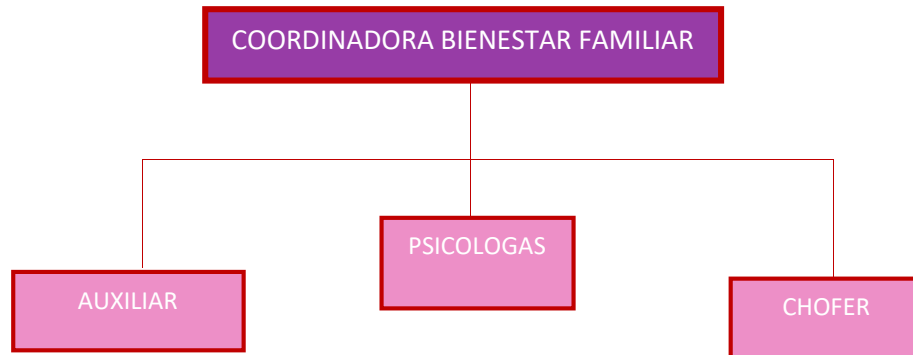 COORDINADORA BIENESTAR FAMILIAR
PSICOLOGAS
AUXILIAR
CHOFER